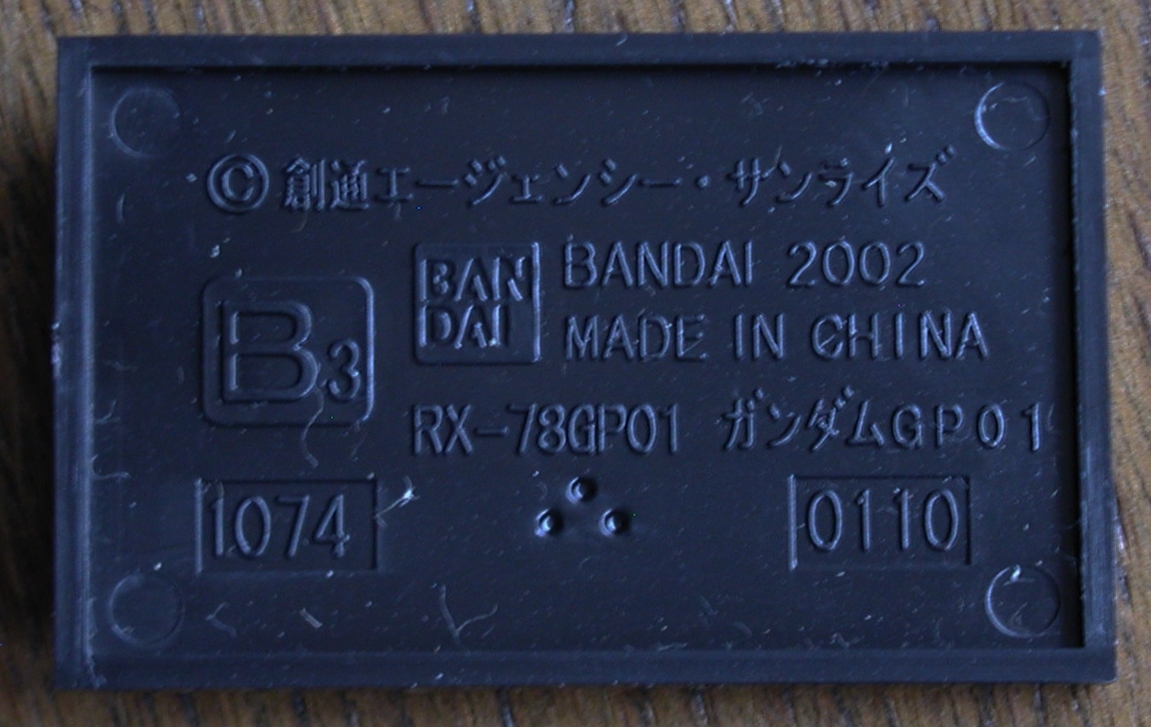 ©創通エージェンシー・サンライズ
B3
BAN
DAI
BANDAI 2002
MADE IN CHINA
RX-78GP01 ガンダムGP01
1074
0110